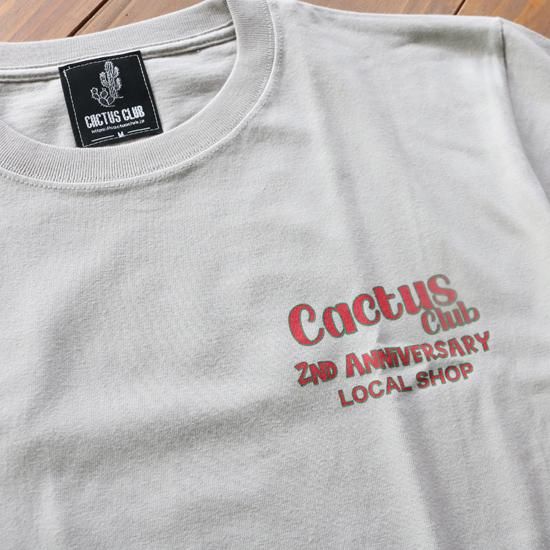 CACTUS CLUB
M
Cactus
Club
2ND ANNIVERSARY
LOCAL SHOP